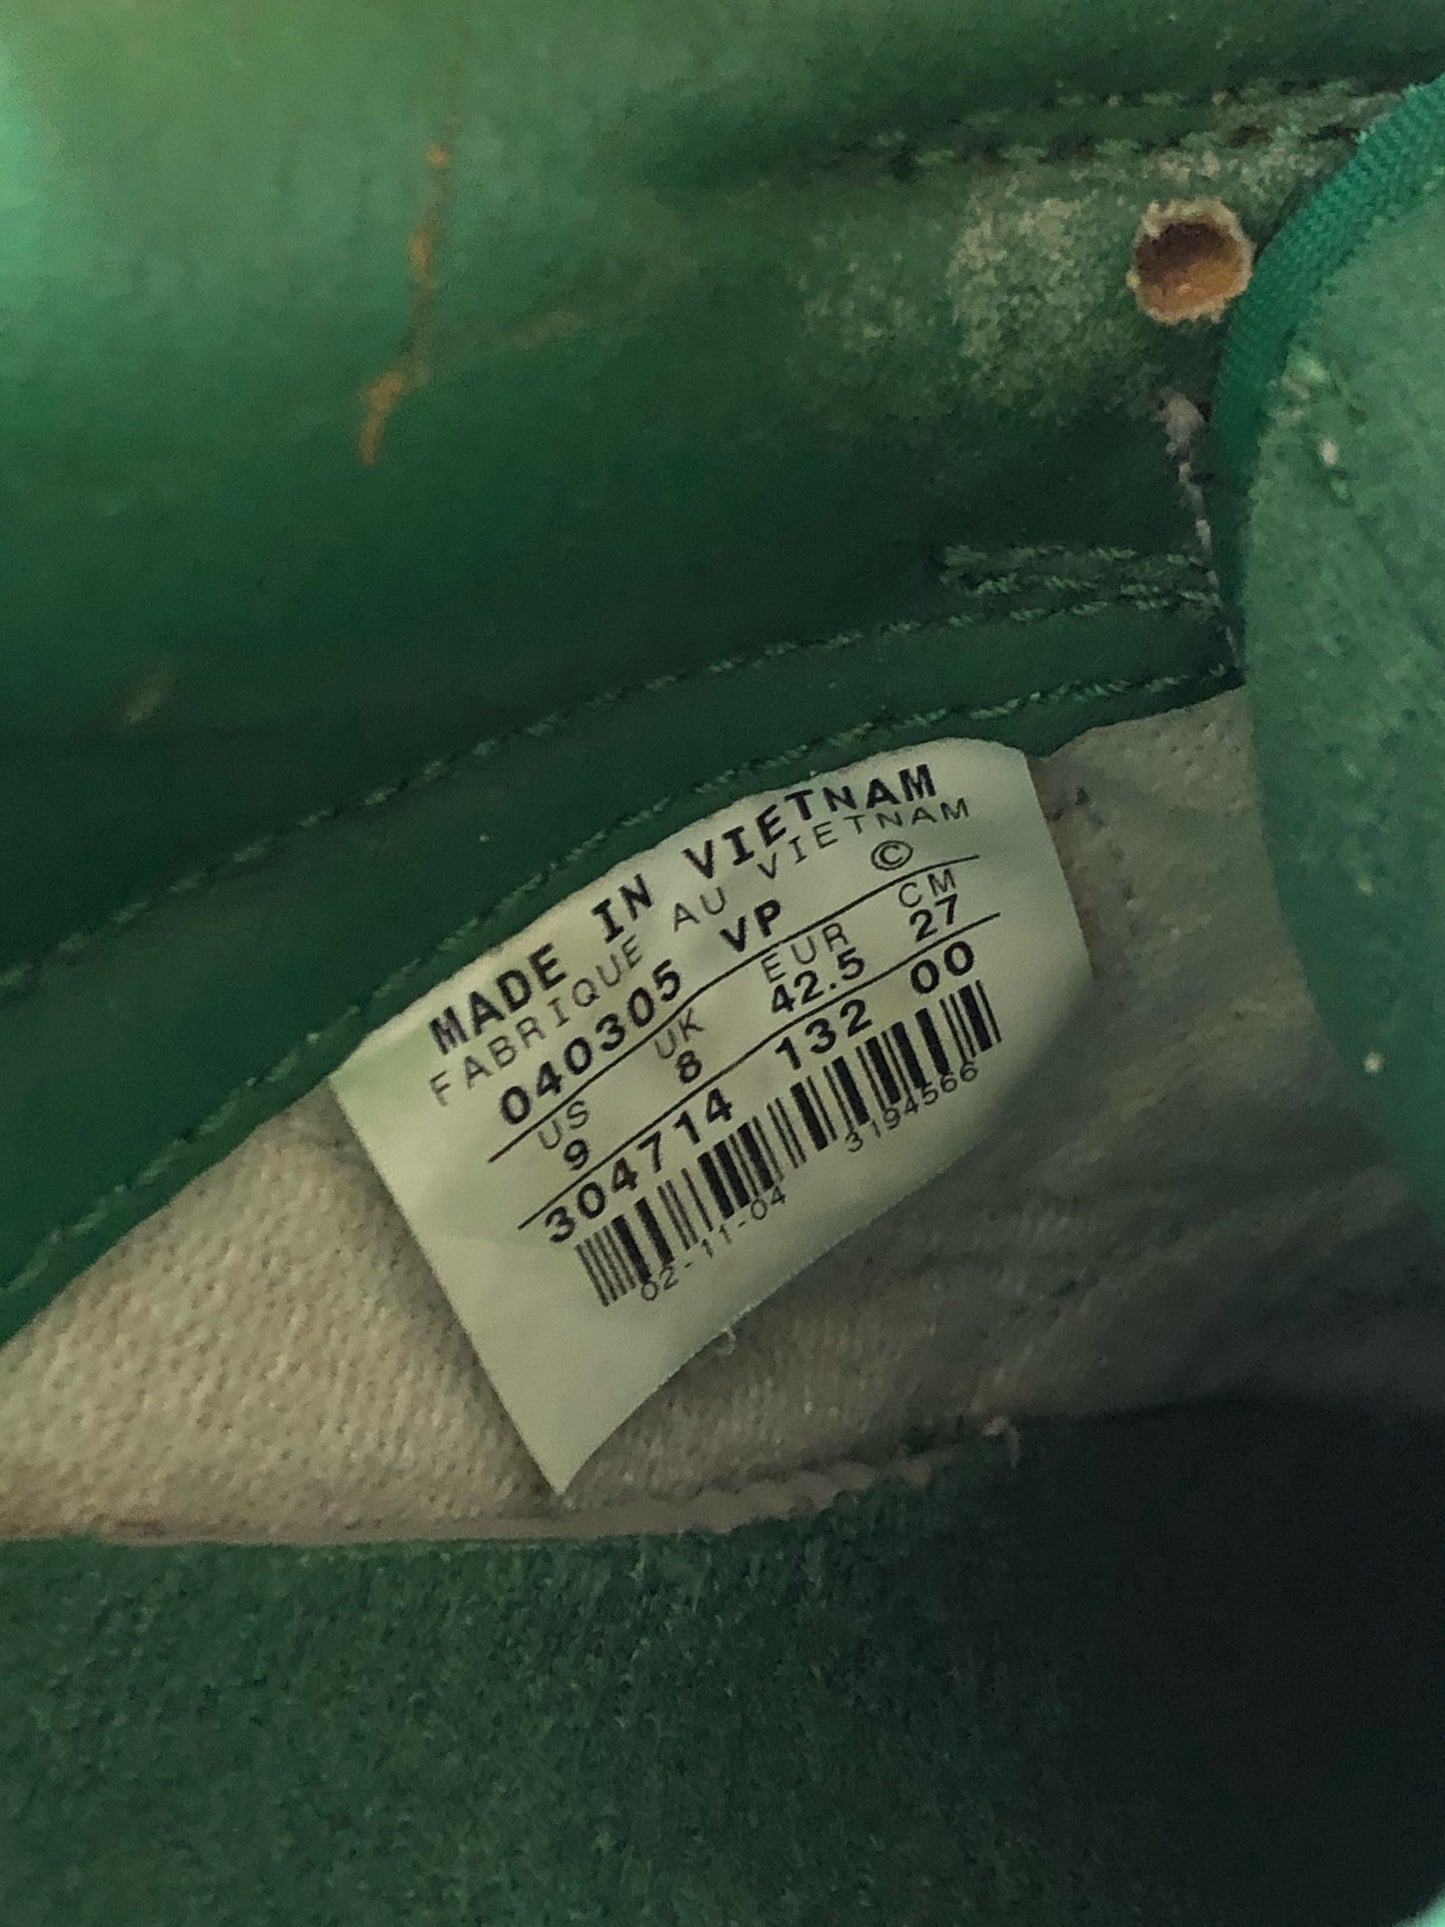 MADE IN VIETNAM
FABRIQUE AU VIETNAM
040305 VP ©
US UK EUR CM
9 8 42.5 27
304714 132 00
02-11-04 3194566